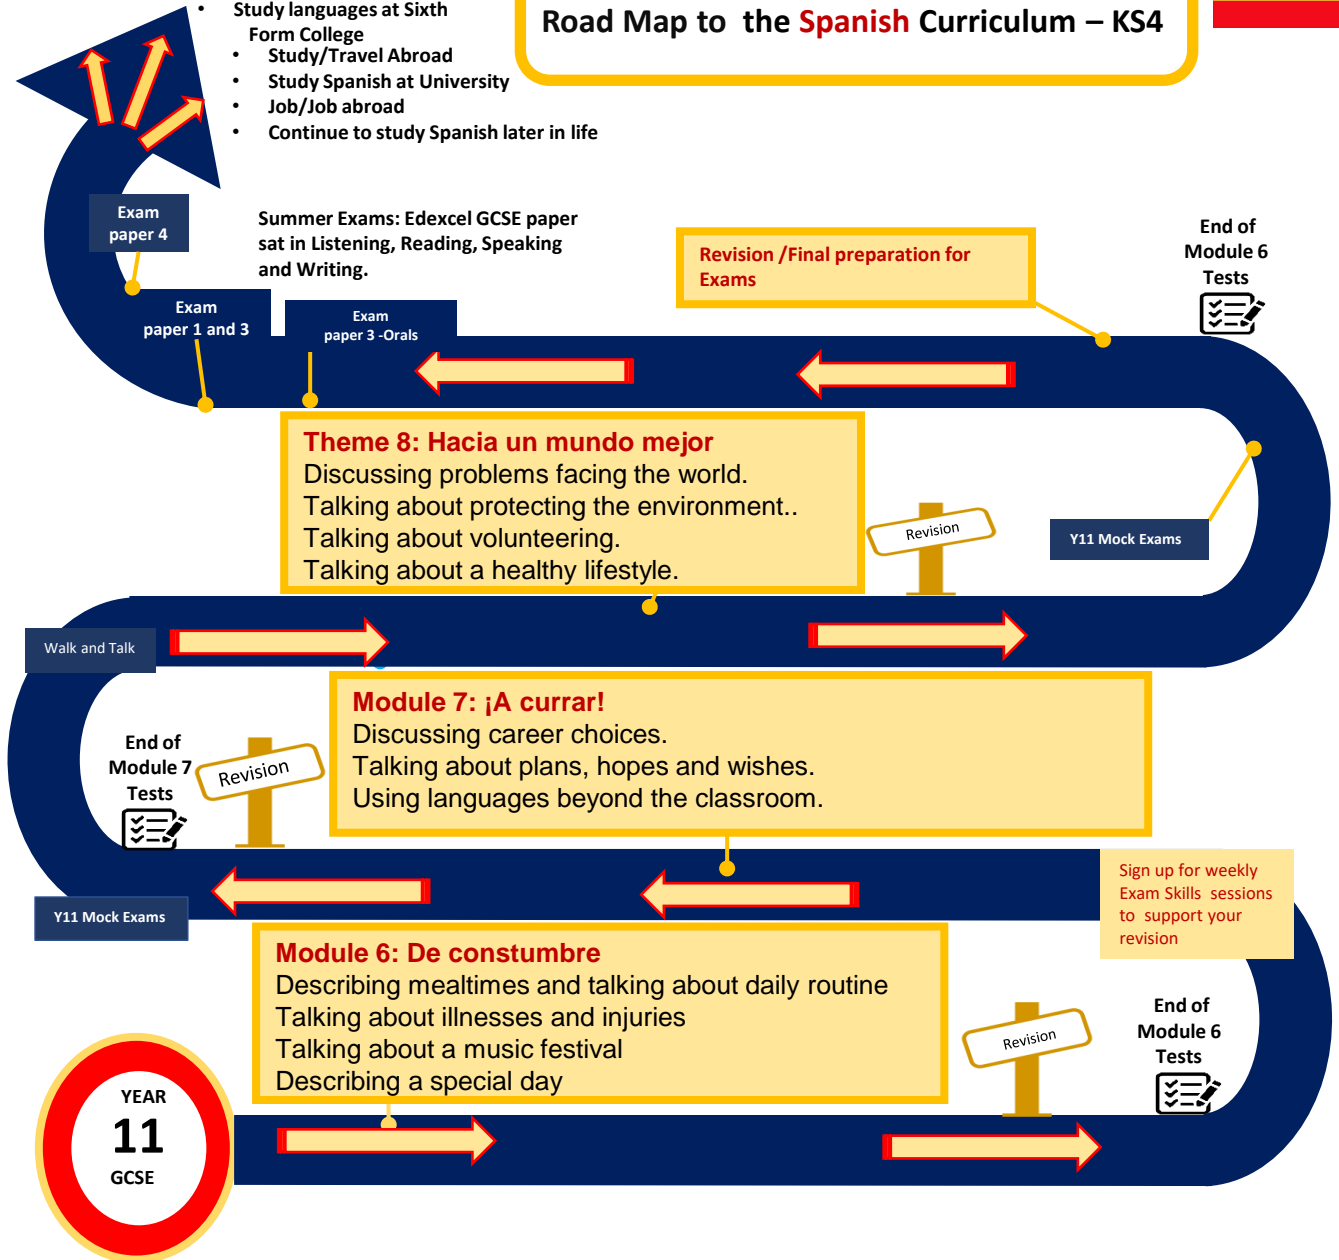 Road Map to the Spanish Curriculum – KS4
• Study languages at Sixth
Form College
• Study/Travel Abroad
• Study Spanish at University
• Job/Job abroad
• Continue to study Spanish later in life
Exam
paper 4
Summer Exams: Edexcel GCSE paper
sat in Listening, Reading, Speaking
and Writing.
Revision /Final preparation for
Exams
End of
Module 6
Tests
Exam
paper 1 and 3
Exam
paper 3 -Orals
Theme 8: Hacia un mundo mejor
Discussing problems facing the world.
Talking about protecting the environment..
Talking about volunteering.
Talking about a healthy lifestyle.
Revision
Y11 Mock Exams
Walk and Talk
Module 7: ¡A currar!
Discussing career choices.
Talking about plans, hopes and wishes.
Using languages beyond the classroom.
End of
Module 7
Tests
Revision
Sign up for weekly
Exam Skills sessions
to support your
revision
Y11 Mock Exams
Module 6: De constumbre
Describing mealtimes and talking about daily routine
Talking about illnesses and injuries
Talking about a music festival
Describing a special day
Revision
End of
Module 6
Tests
YEAR
11
GCSE